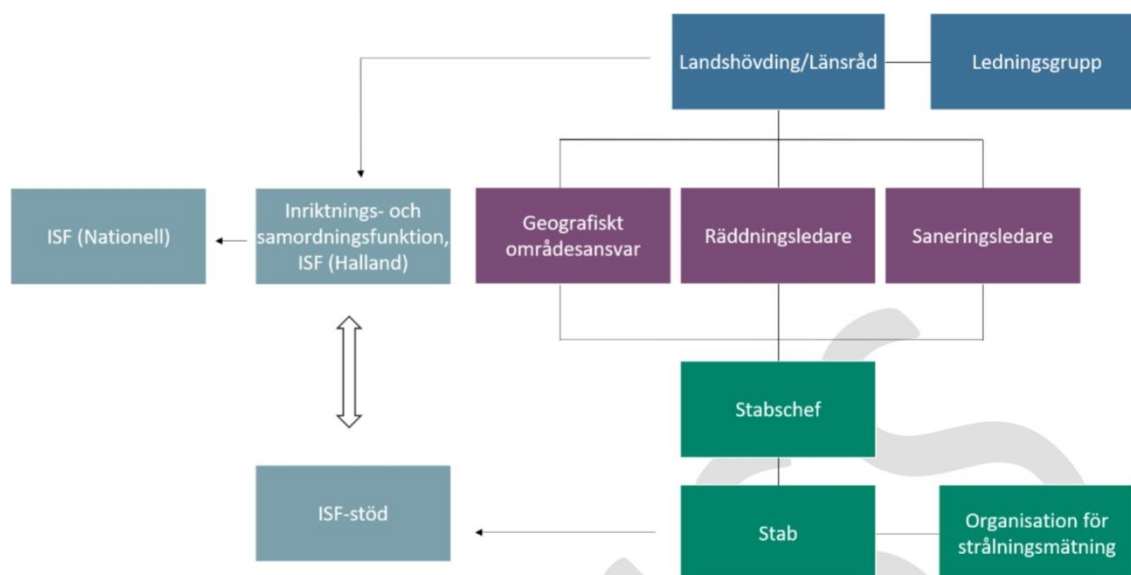 Landshövding/Länsråd
Ledningsgrupp
ISF (Nationell)
Inriktnings- och
samordningsfunktion,
ISF (Halland)
Geografiskt
områdesansvar
Räddningsledare
Saneringsledare
Stabschef
ISF-stöd
Stab
Organisation för
strålningsmätning